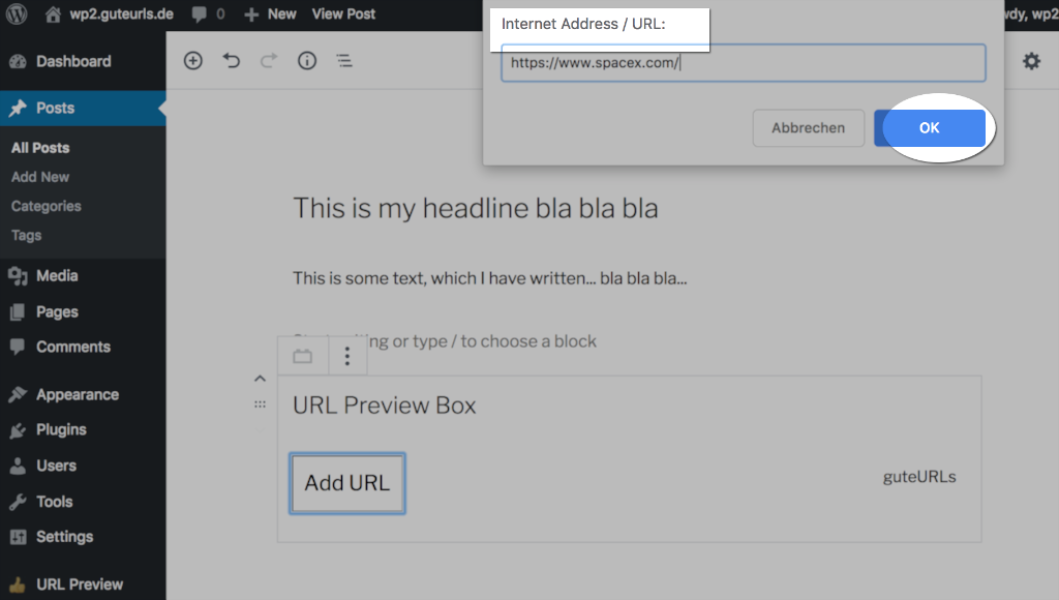 wp2.guteurls.de 0 New View Post
dy, wp2
Internet Address / URL:
https://www.spacex.com/
Abbrechen
OK
Dashboard
Posts
All Posts
Add New
Categories
Tags
Media
Pages
Comments
Appearance
Plugins
Users
Tools
Settings
URL Preview
This is my headline bla bla bla
This is some text, which I have written... bla bla bla...
ng or type / to choose a block
URL Preview Box
Add URL
guteURLs